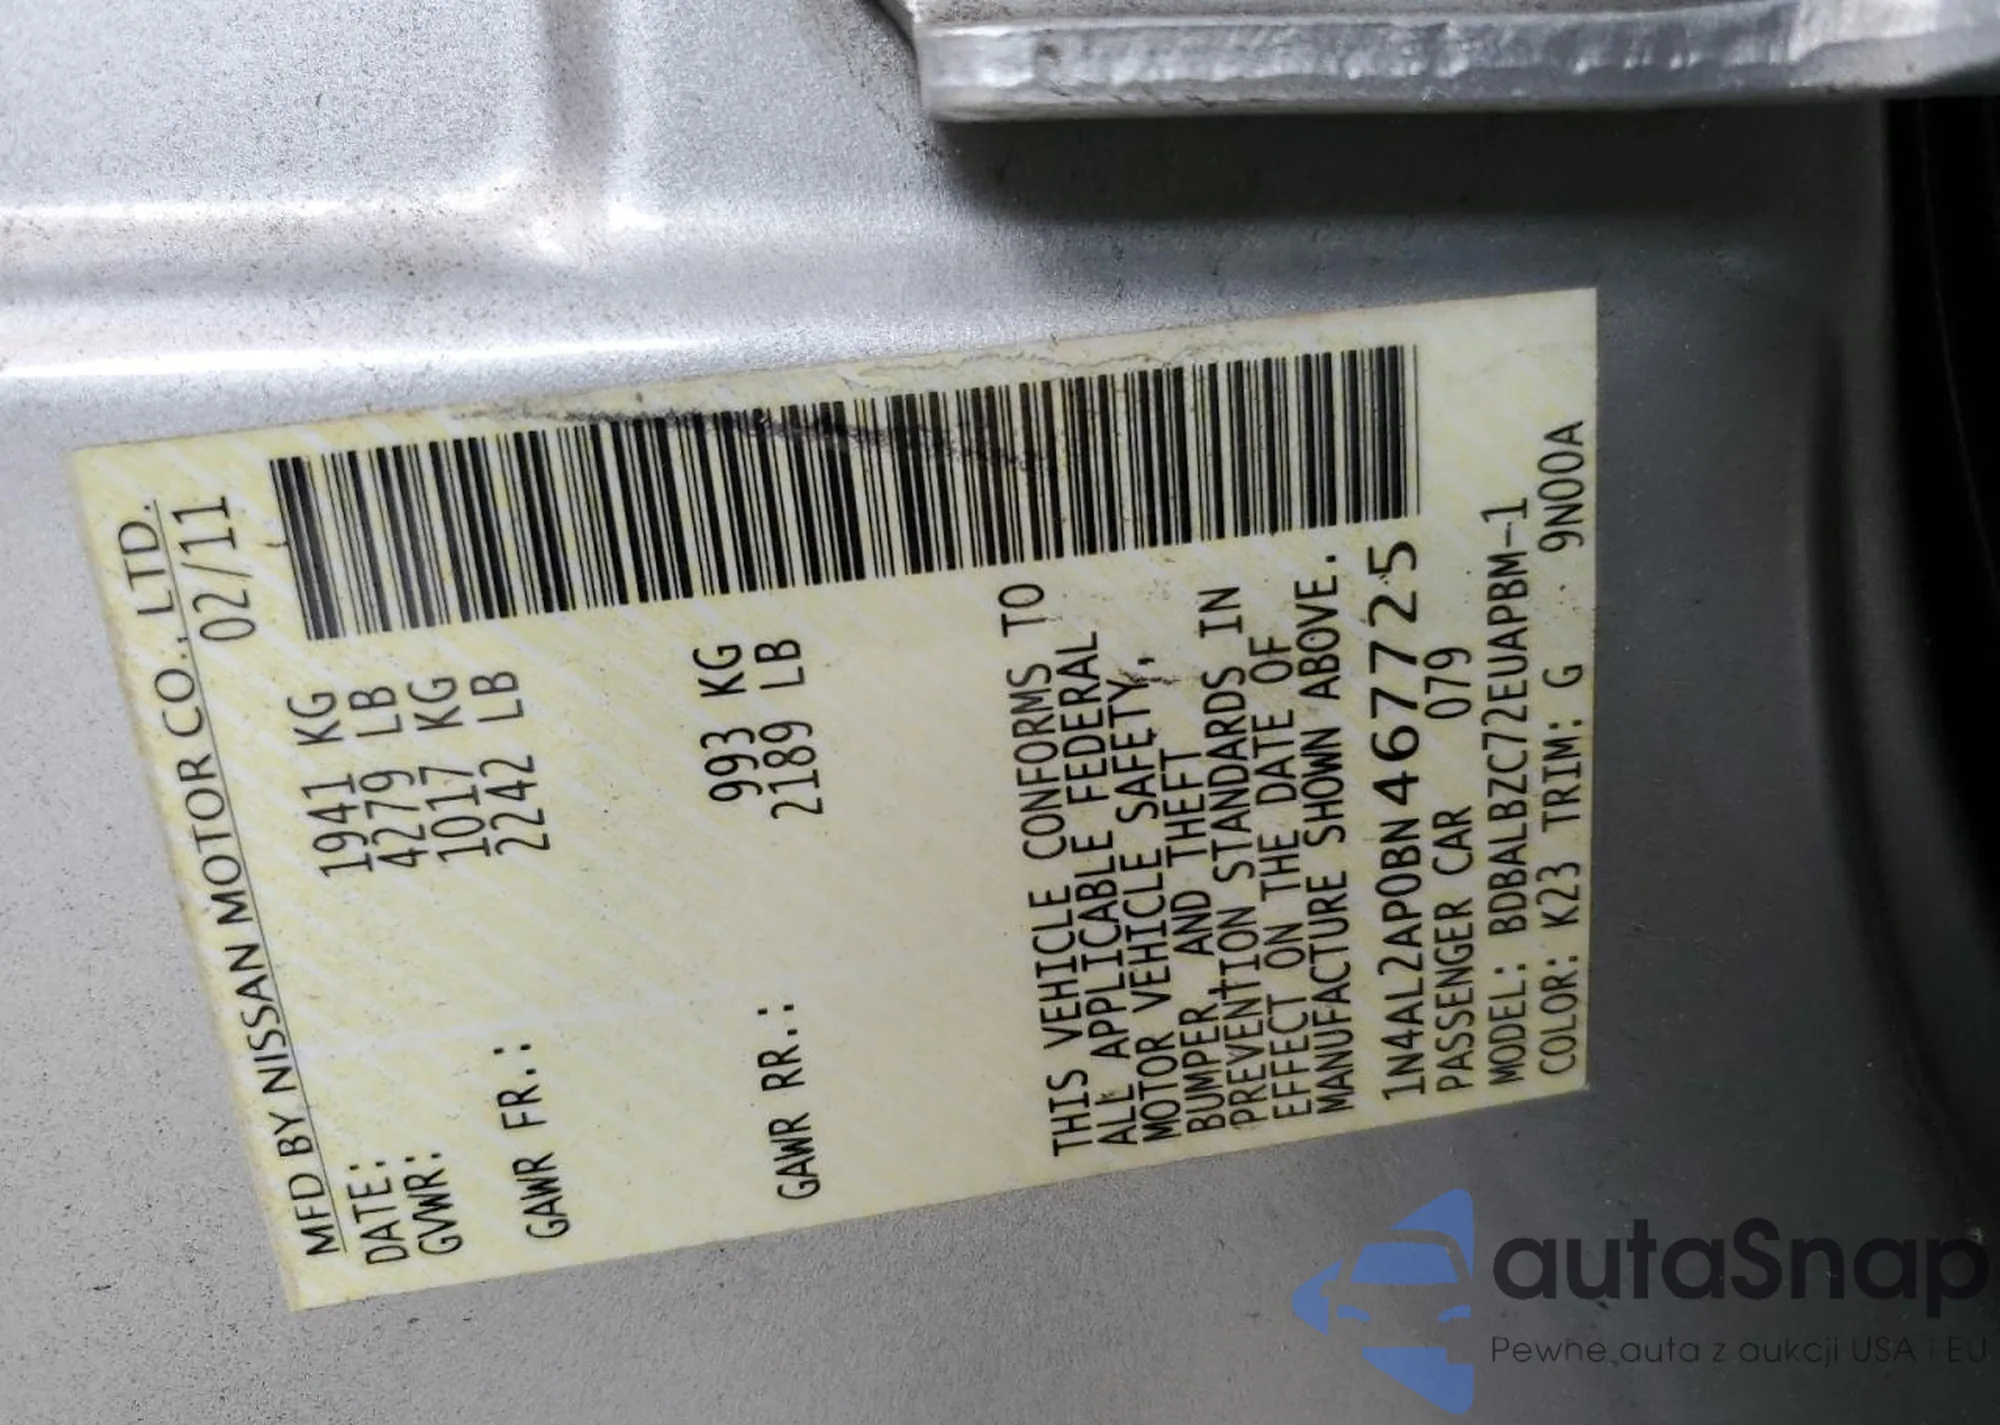 MFD BY NISSAN MOTOR CO., LTD.
DATE: 02/11
GVWR: 1941 KG
4279 LB
GAWR FR.: 1017 KG
2242 LB
GAWR RR.: 993 KG
2189 LB
THIS VEHICLE CONFORMS TO
ALL APPLICABLE FEDERAL
MOTOR VEHICLE SAFETY,
BUMPER AND THEFT
PREVENTION STANDARDS IN
EFFECT ON THE DATE OF
MANUFACTURE SHOWN ABOVE.
1N4AL2AP0BN467725
PASSENGER CAR 079
MODEL: BDBALBZC72EUAPBM-1
COLOR: K23 TRIM: G 9N00A
autaSnap
Pewne auta z aukcji USA i EU